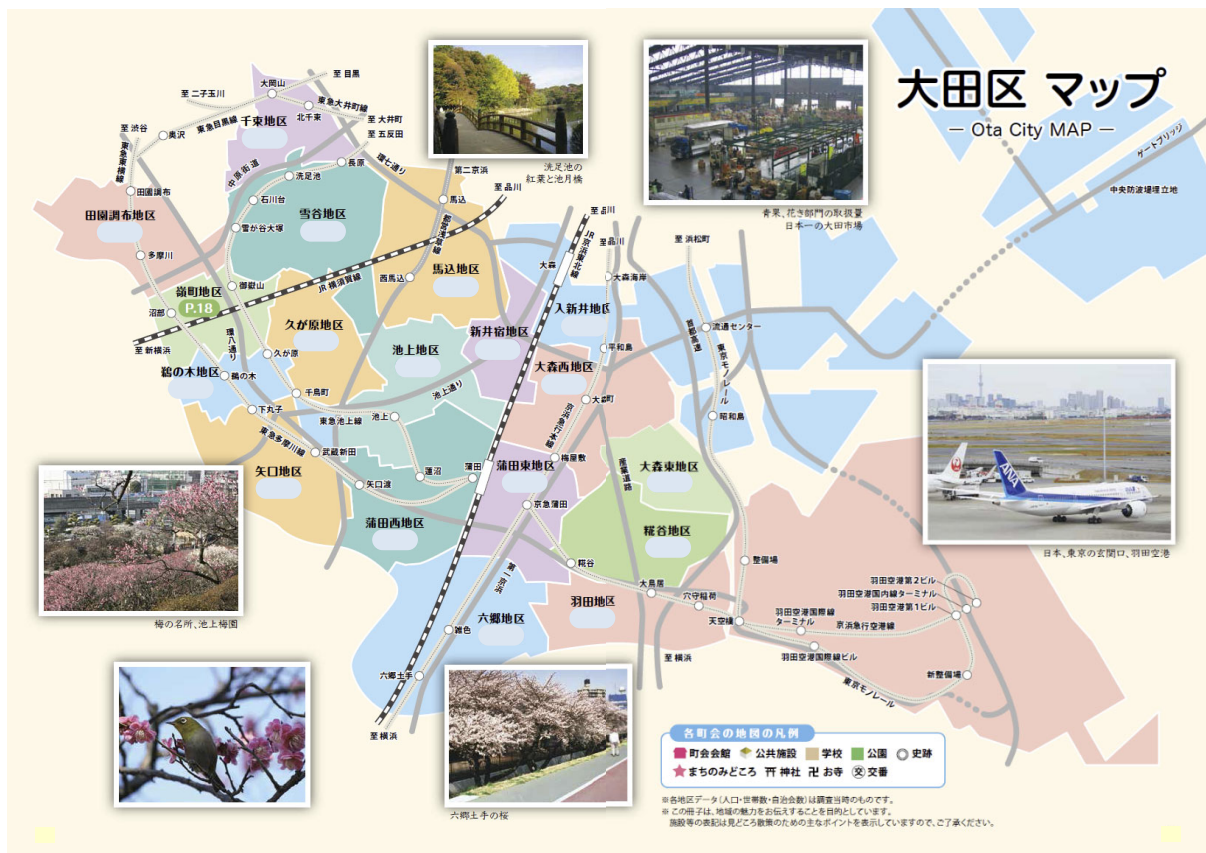 大田区 マップ
― Ota City MAP ―
洗足池の
紅葉と池月橋
青果、花き部門の取扱量
日本一の大田市場
日本、東京の玄関口、羽田空港
梅の名所、池上梅園
六郷土手の桜
ANA
至 目黒
至 二子玉川
大岡山
東急大井町線
至 渋谷
東急目黒線
北千束
至 大井町
千束地区
至 五反田
奥沢
東急東横線
中原街道
長原
環七通り
第二京浜
洗足池
至 品川
田園調布
石川台
馬込
田園調布地区
雪谷地区
雪が谷大塚
都営浅草線
多摩川
西馬込
馬込地区
御嶽山
JR 横須賀線
嶺町地区
P.18
沼部
環八通り
至 新横浜
久が原地区
久が原
池上地区
新井宿地区
至 品川
JR京浜東北線
至 品川
大森
大森海岸
入新井地区
平和島
大森西地区
至 浜松町
首都高速
流通センター
東京モノレール
昭和島
ゲートブリッジ
中央防波堤埋立地
鵜の木地区
鵜の木
千鳥町
下丸子
東急池上線
池上
池上通り
東急多摩川線
武蔵新田
矢口地区
矢口渡
蓮沼
蒲田
蒲田西地区
京浜急行本線
大森町
梅屋敷
蒲田東地区
京急蒲田
産業道路
大森東地区
糀谷地区
糀谷
第一京浜
六郷地区
雑色
六郷土手
至 横浜
羽田地区
大鳥居
穴守稲荷
天空橋
至 横浜
整備場
羽田空港国際線
ターミナル
京浜急行空港線
羽田空港国際線ビル
東京モノレール
新整備場
羽田空港第2ビル
羽田空港国内線ターミナル
羽田空港第1ビル
各町会の地図の凡例
町会会館 公共施設 学校 公園 史跡
まちのみどころ 神社 卍 お寺 文 交番
※各地区データ（人口・世帯数・自治会数）は調査当時のものです。
※ この冊子は、地域の魅力をお伝えすることを目的としています。
施設等の表記は見どころ散策のための主なポイントを表示していますので、ご了承ください。